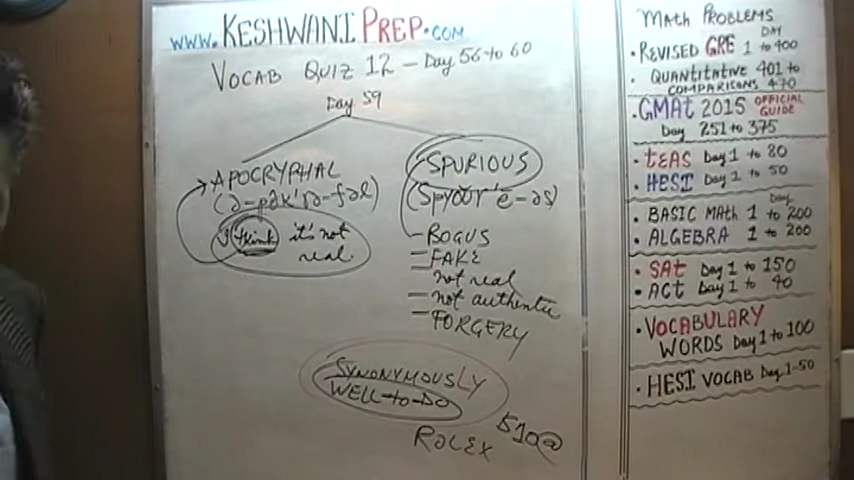 www.KESHWANIPREP.com
VOCAB QUIZ 12 – Day 56 to 60
Day 59
APOCRYPHAL
(ə-pŏk'rə-fəl)
I think it's not
real
SPURIOUS
(SPYOOR'Ē-əs)
- BOGUS
- FAKE
not real
- not authentic
- FORGERY
SYNONYMOUSLY
WELL-to-DO
ROLEX $10@
MATH PROBLEMS
• REVISED GRE DAY 1 to 400
• QUANTITATIVE 401 to
COMPARISONS 470
• GMAt 2015 OFFICIAL GUIDE
Day 251 to 375
• tEAS Day 1 to 80
• HESI Day 1 to 50
Day
• BASIC MATH 1 to 200
• ALGEBRA 1 to 200
• SAt Day 1 to 150
• ACt Day 1 to 40
• VOCABULARY
WORDS Day 1 to 100
• HESI VOCAB Day 1-50